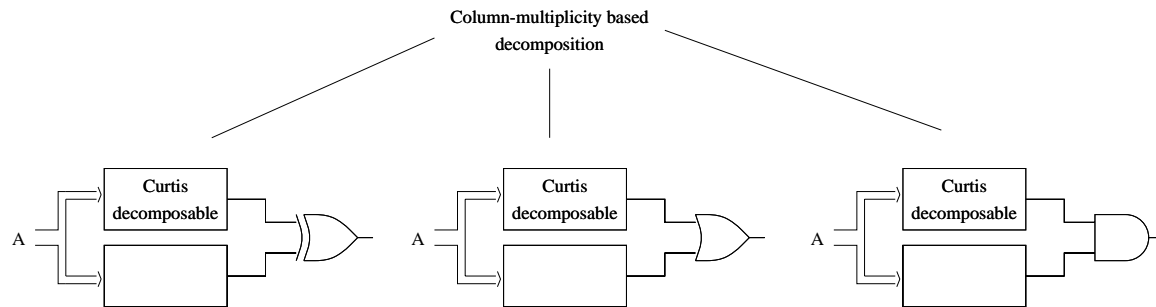 Column-multiplicity based
decomposition
Curtis
decomposable
A
Curtis
decomposable
A
Curtis
decomposable
A